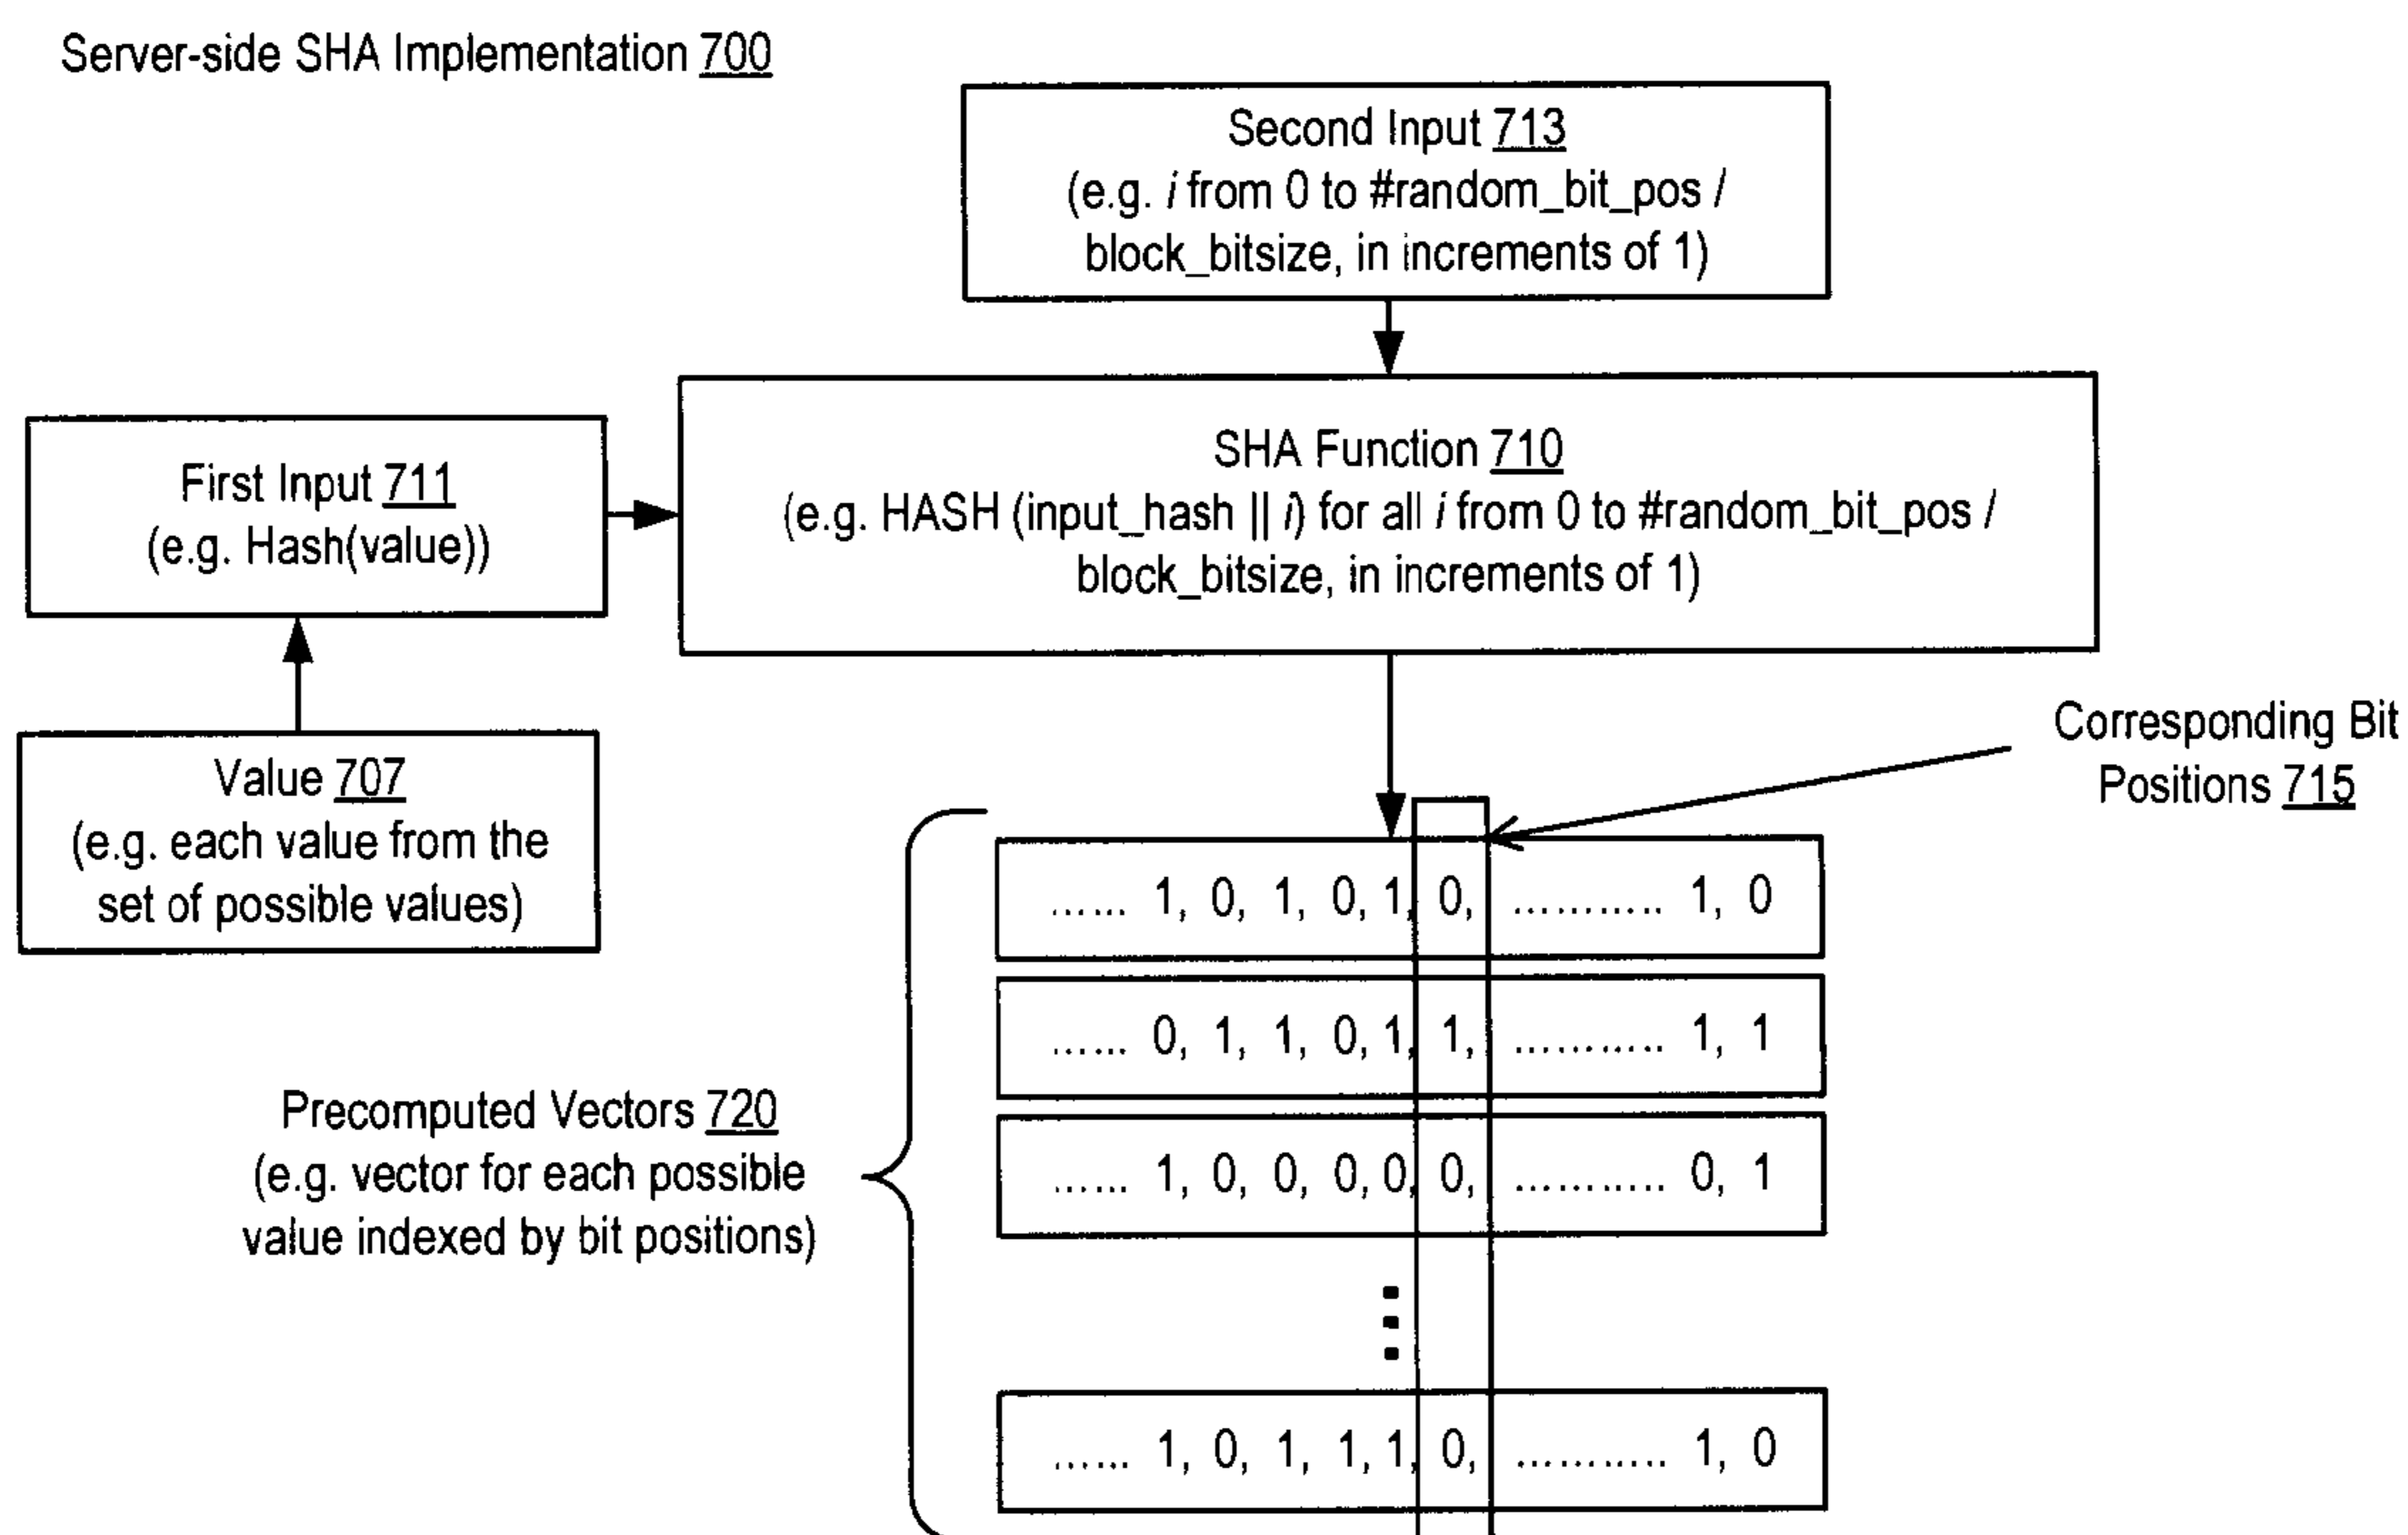 Server-side SHA Implementation 700
Second Input 713
(e.g. i from 0 to #random_bit_pos /
block_bitsize, in increments of 1)
First Input 711
(e.g. Hash(value))
SHA Function 710
(e.g. HASH (input_hash || i) for all i from 0 to #random_bit_pos /
block_bitsize, in increments of 1)
Value 707
(e.g. each value from the
set of possible values)
Corresponding Bit
Positions 715
...... 1, 0, 1, 0, 1, 0, ........... 1, 0
...... 0, 1, 1, 0, 1, 1, ........... 1, 1
Precomputed Vectors 720
(e.g. vector for each possible
value indexed by bit positions)
...... 1, 0, 0, 0, 0, 0, ........... 0, 1
...... 1, 0, 1, 1, 1, 0, ........... 1, 0